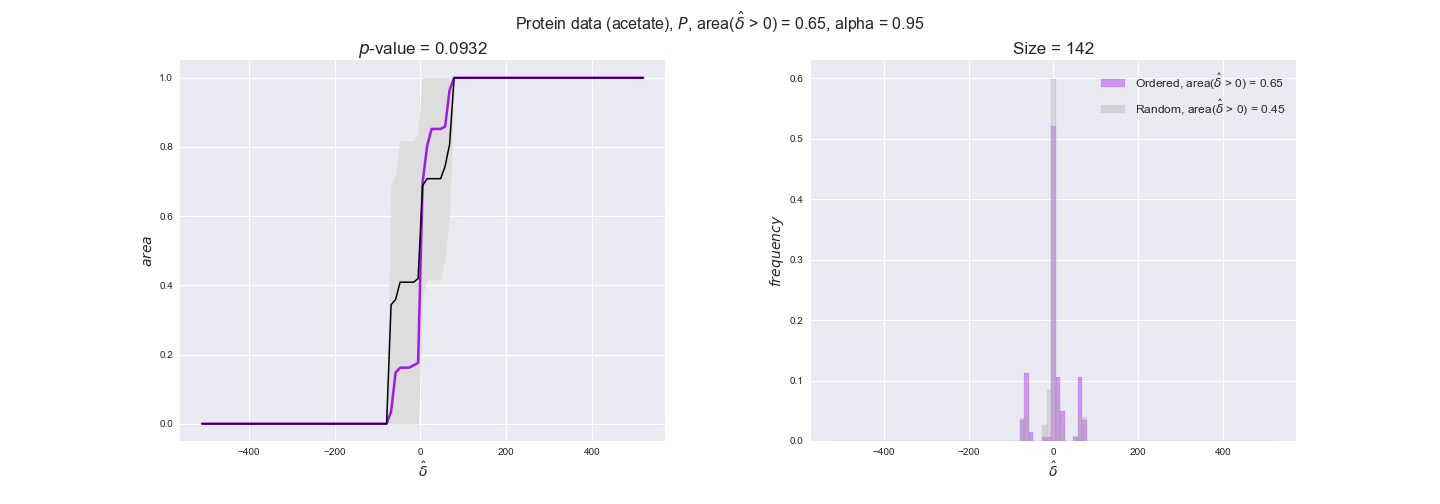 Protein data (acetate), P, area(δ̂ > 0) = 0.65, alpha = 0.95
p-value = 0.0932
1.0
0.8
0.6
0.4
0.2
0.0
area
−400
−200
0
200
400
δ̂
Size = 142
Ordered, area(δ̂ > 0) = 0.65
Random, area(δ̂ > 0) = 0.45
0.6
0.5
0.4
0.3
0.2
0.1
0.0
frequency
−400
−200
0
200
400
δ̂